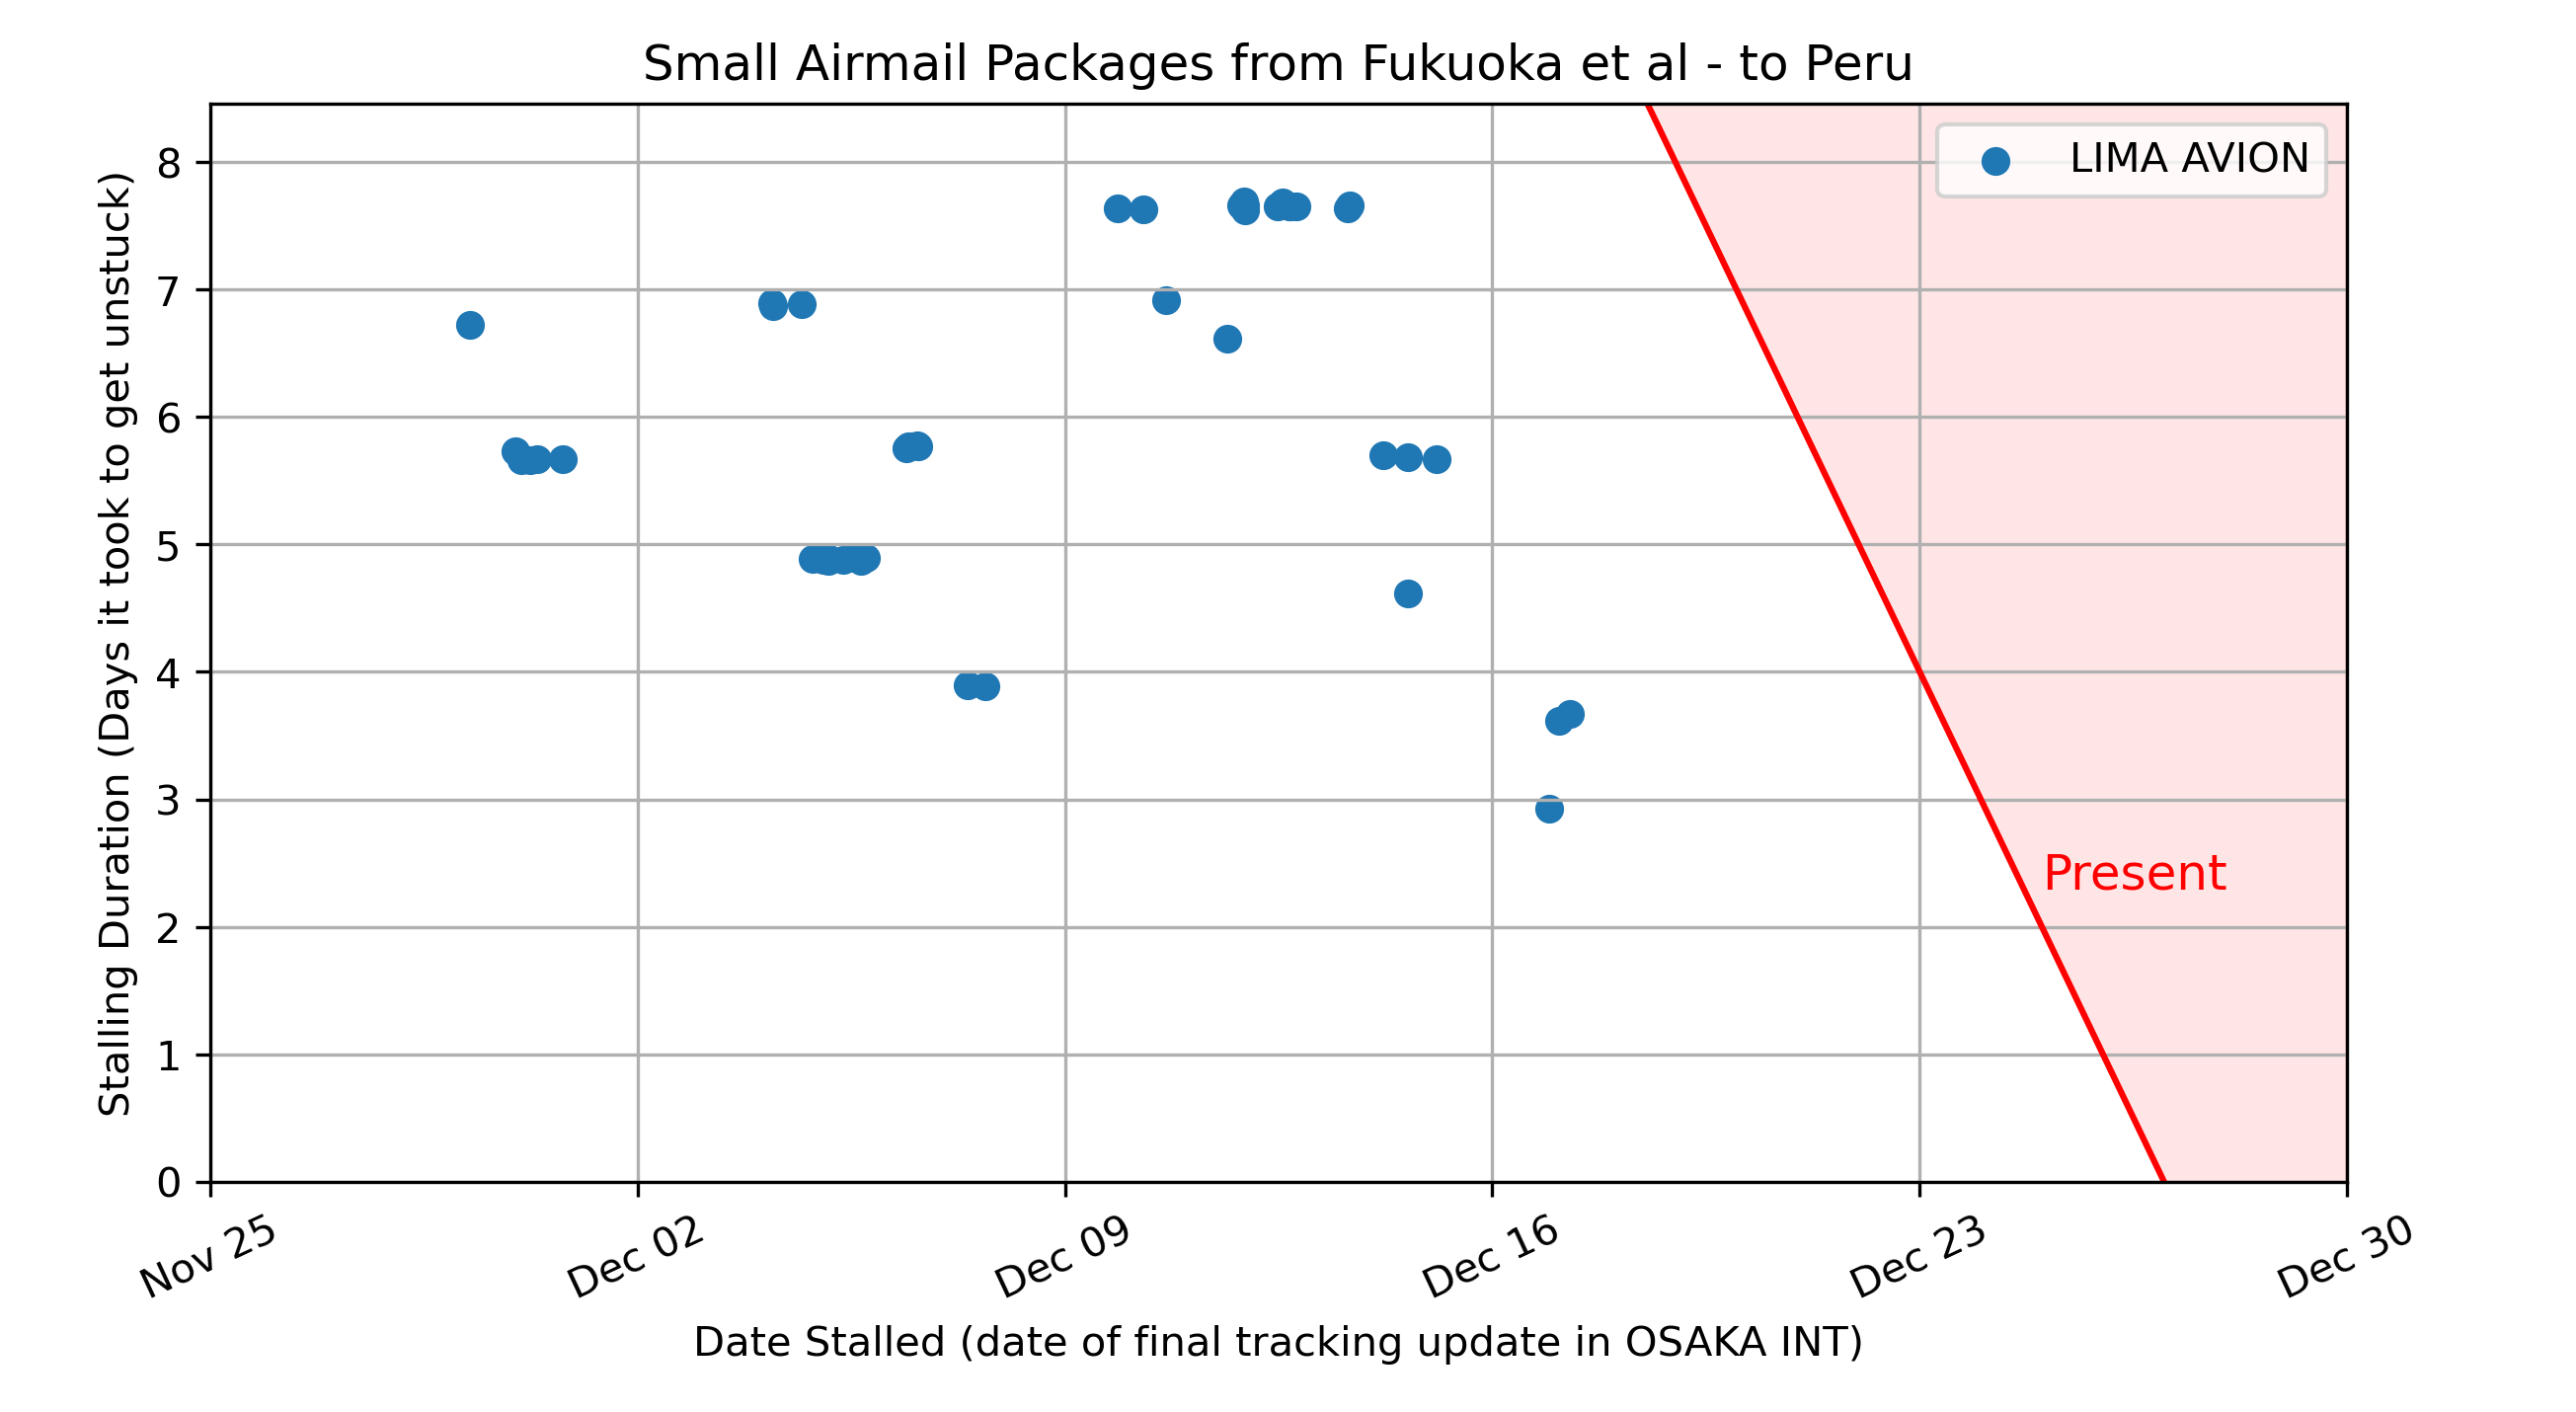 Small Airmail Packages from Fukuoka et al - to Peru
LIMA AVION
Stalling Duration (Days it took to get unstuck)
8
7
6
5
4
3
2
1
0
Present
Nov 25
Dec 02
Dec 09
Dec 16
Dec 23
Dec 30
Date Stalled (date of final tracking update in OSAKA INT)